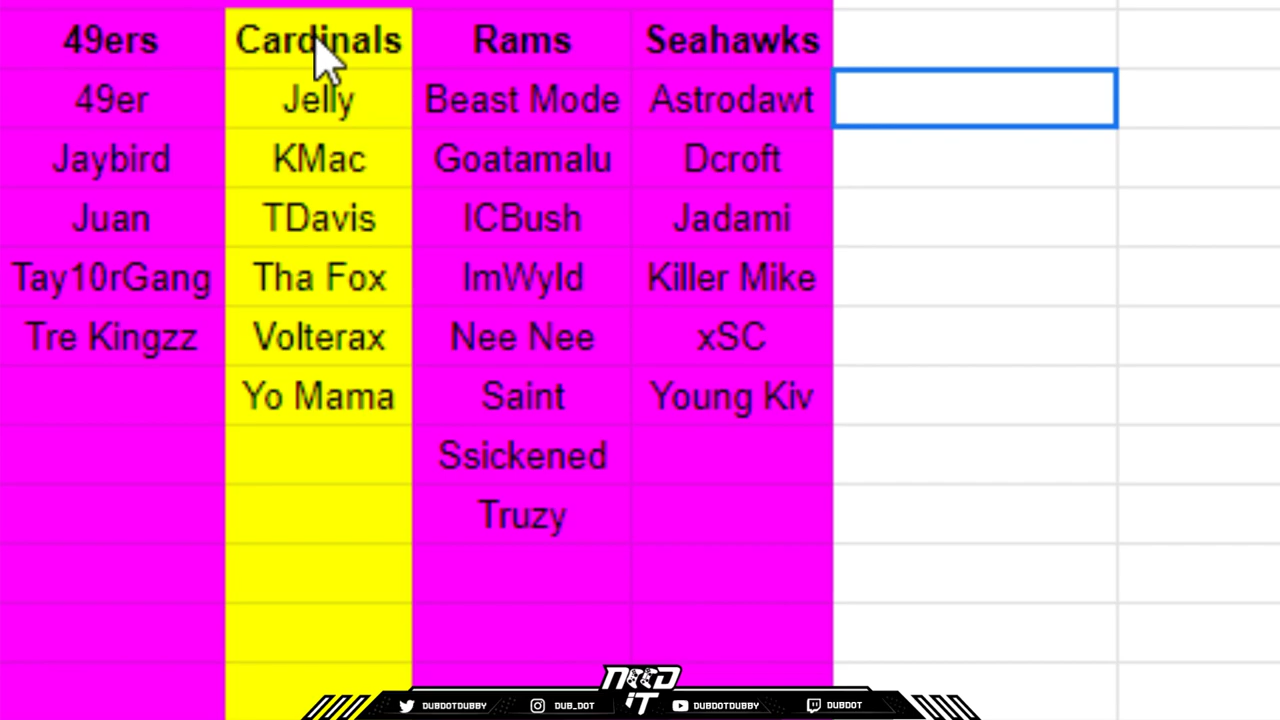 49ers Cardinals Rams Seahawks
49er Jelly Beast Mode Astrodawt
Jaybird KMac Goatamalu Dcroft
Juan TDavis ICBush Jadami
Tay10rGang Tha Fox ImWyld Killer Mike
Tre Kingzz Volterax Nee Nee xSC
Yo Mama Saint Young Kiv
Ssickened
Truzy
NEED
IT
DUBDOTDUBBY DUB_DOT DUBDOTDUBBY DUBDOT